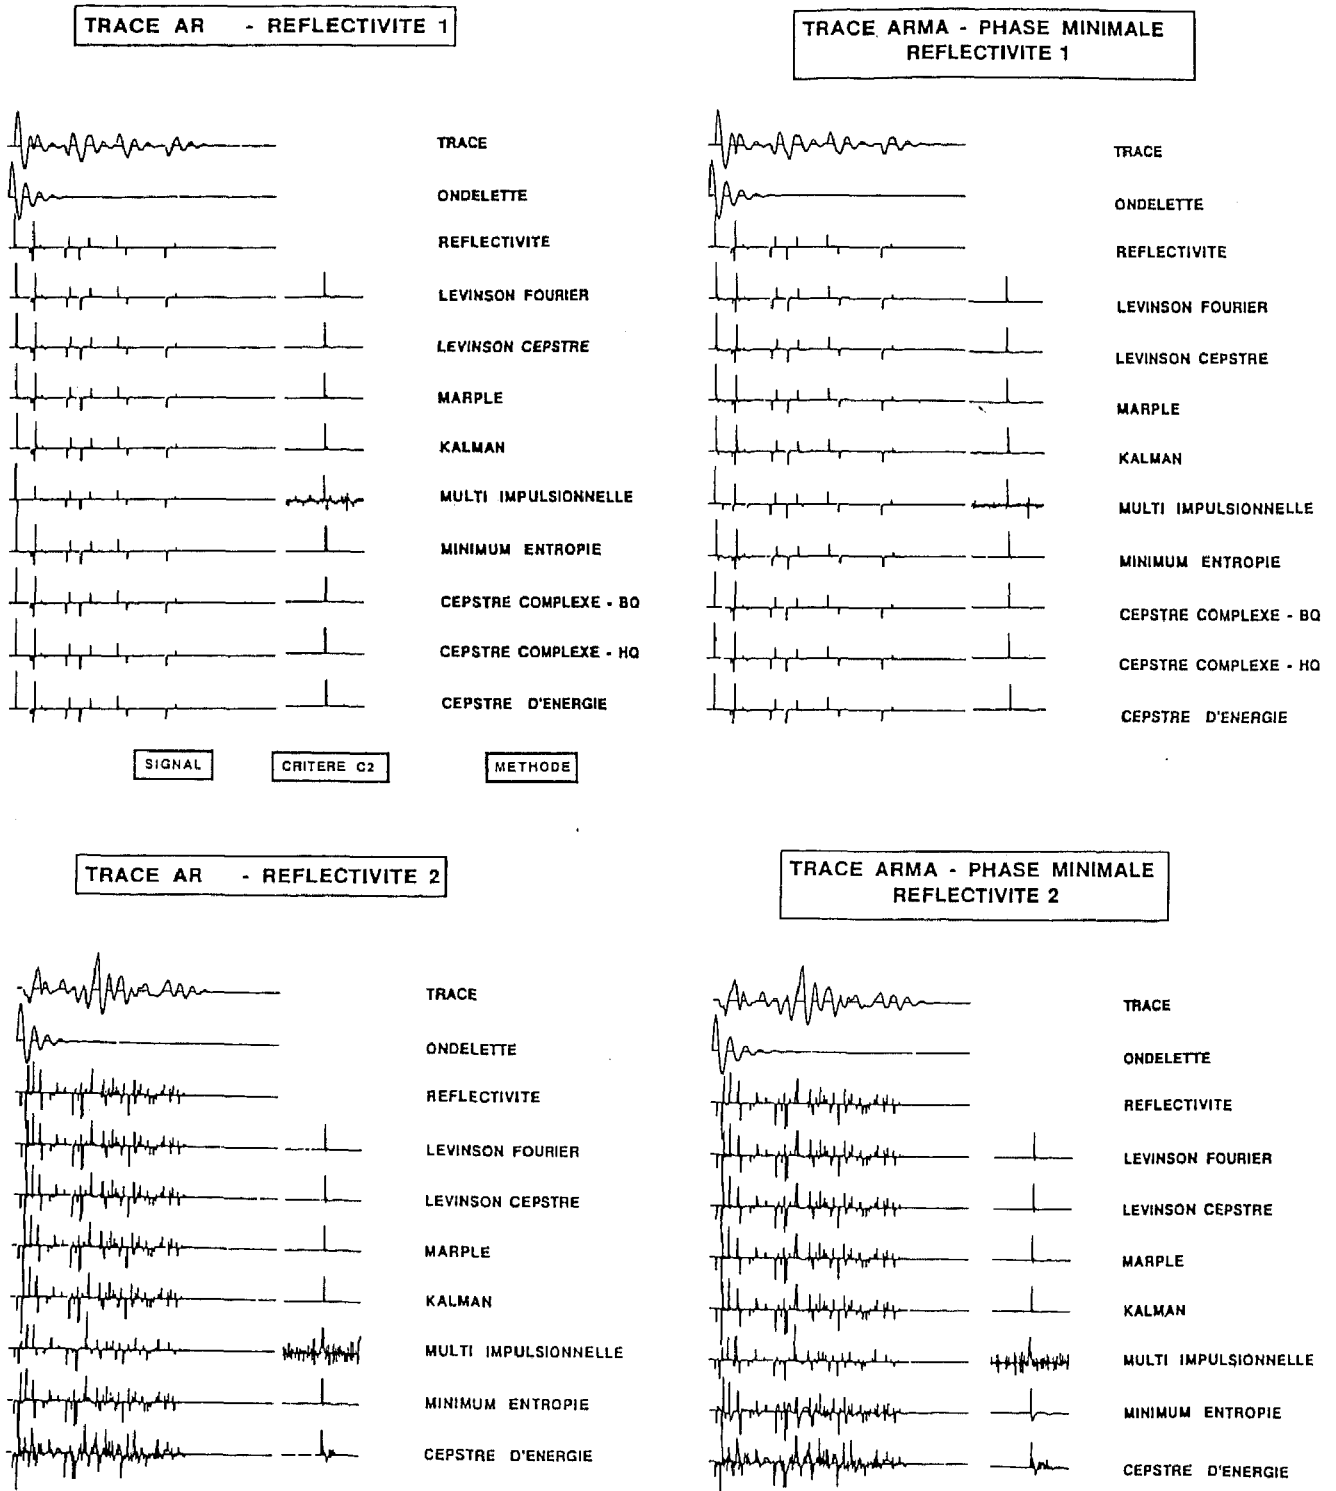 TRACE AR - REFLECTIVITE 1
TRACE
ONDELETTE
REFLECTIVITE
LEVINSON FOURIER
LEVINSON CEPSTRE
MARPLE
KALMAN
MULTI IMPULSIONNELLE
MINIMUM ENTROPIE
CEPSTRE COMPLEXE - BQ
CEPSTRE COMPLEXE - HQ
CEPSTRE D'ENERGIE
SIGNAL
CRITERE C2
METHODE
TRACE ARMA - PHASE MINIMALE
REFLECTIVITE 1
TRACE
ONDELETTE
REFLECTIVITE
LEVINSON FOURIER
LEVINSON CEPSTRE
MARPLE
KALMAN
MULTI IMPULSIONNELLE
MINIMUM ENTROPIE
CEPSTRE COMPLEXE - BQ
CEPSTRE COMPLEXE - HQ
CEPSTRE D'ENERGIE
TRACE AR - REFLECTIVITE 2
TRACE
ONDELETTE
REFLECTIVITE
LEVINSON FOURIER
LEVINSON CEPSTRE
MARPLE
KALMAN
MULTI IMPULSIONNELLE
MINIMUM ENTROPIE
CEPSTRE D'ENERGIE
TRACE ARMA - PHASE MINIMALE
REFLECTIVITE 2
TRACE
ONDELETTE
REFLECTIVITE
LEVINSON FOURIER
LEVINSON CEPSTRE
MARPLE
KALMAN
MULTI IMPULSIONNELLE
MINIMUM ENTROPIE
CEPSTRE D'ENERGIE